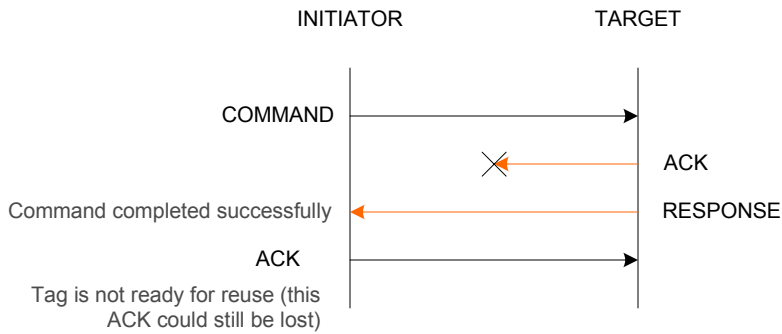 INITIATOR TARGET
COMMAND
ACK
Command completed successfully RESPONSE
ACK
Tag is not ready for reuse (this
ACK could still be lost)